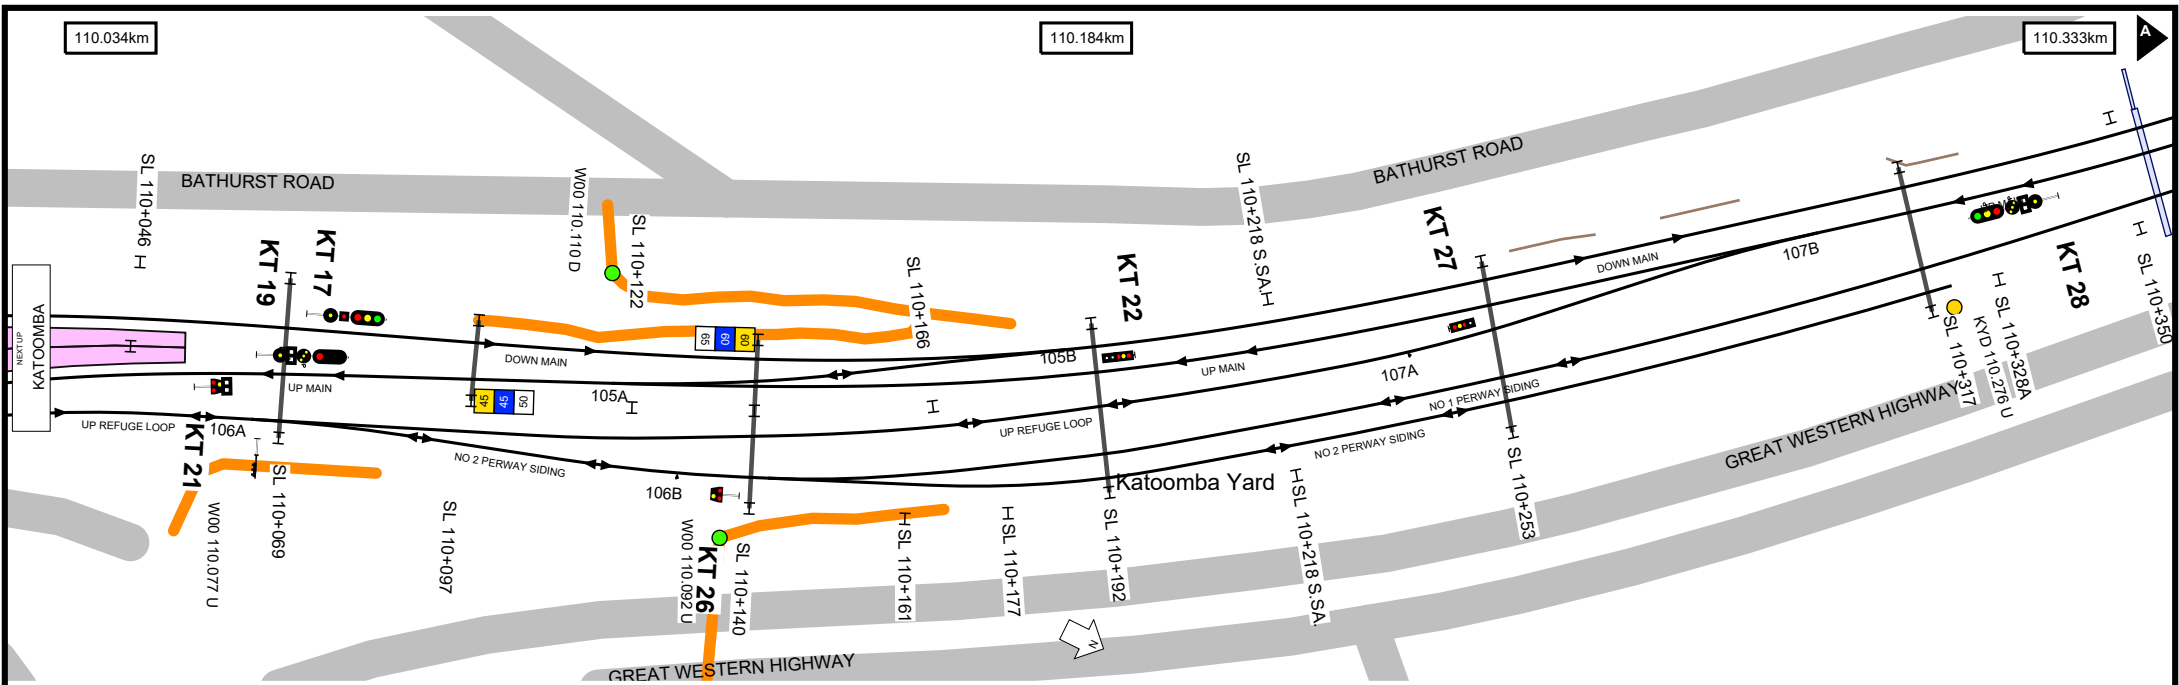 110.034km
110.184km
110.333km
A
BATHURST ROAD
BATHURST ROAD
SL 110+046
KT 19
KT 17
W00 110.110 D
SL 110+122
SL 110+166
KT 22
SL 110+218 S.SA.
KT 27
DOWN MAIN
107B
KT 28
SL 110+350
NEXT UP
KATOOMBA
DOWN MAIN
59
60
60
105B
UP MAIN
UP MAIN
45
45
50
105A
107A
UP REFUGE LOOP
106A
KT 21
UP REFUGE LOOP
NO 1 PERWAY SIDING
NO 2 PERWAY SIDING
NO 2 PERWAY SIDING
106B
Katoomba Yard
W00 110.077 U
SL 110+069
SL 110+097
W00 110.092 U
KT 26
SL 110+140
SL 110+161
SL 110+177
SL 110+192
SL 110+218 S.SA.
SL 110+253
SL 110+317
KYD 110.276 U
SL 110+328A
GREAT WESTERN HIGHWAY
GREAT WESTERN HIGHWAY
N